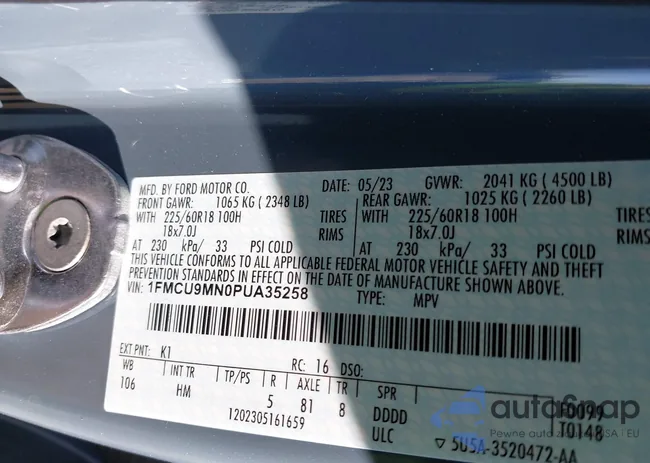 MFD. BY FORD MOTOR CO. DATE: 05/23 GVWR: 2041 KG ( 4500 LB)
FRONT GAWR: 1065 KG ( 2348 LB) REAR GAWR: 1025 KG ( 2260 LB)
WITH 225/60R18 100H TIRES WITH 225/60R18 100H TIRES
18x7.0J RIMS 18x7.0J RIMS
AT 230 kPa/ 33 PSI COLD AT 230 kPa/ 33 PSI COLD
THIS VEHICLE CONFORMS TO ALL APPLICABLE FEDERAL MOTOR VEHICLE SAFETY AND THEFT
PREVENTION STANDARDS IN EFFECT ON THE DATE OF MANUFACTURE SHOWN ABOVE.
VIN: 1FMCU9MN0PUA35258 TYPE: MPV
EXT PNT: K1 RC: 16 DSO:
WB INT TR TP/PS R AXLE TR SPR
106 HM 5 81 8 DDDD F0099
1202305161659 ULC T0148
5U5A-3520472-AA
autoSnap
Pewne auto z USA i EU